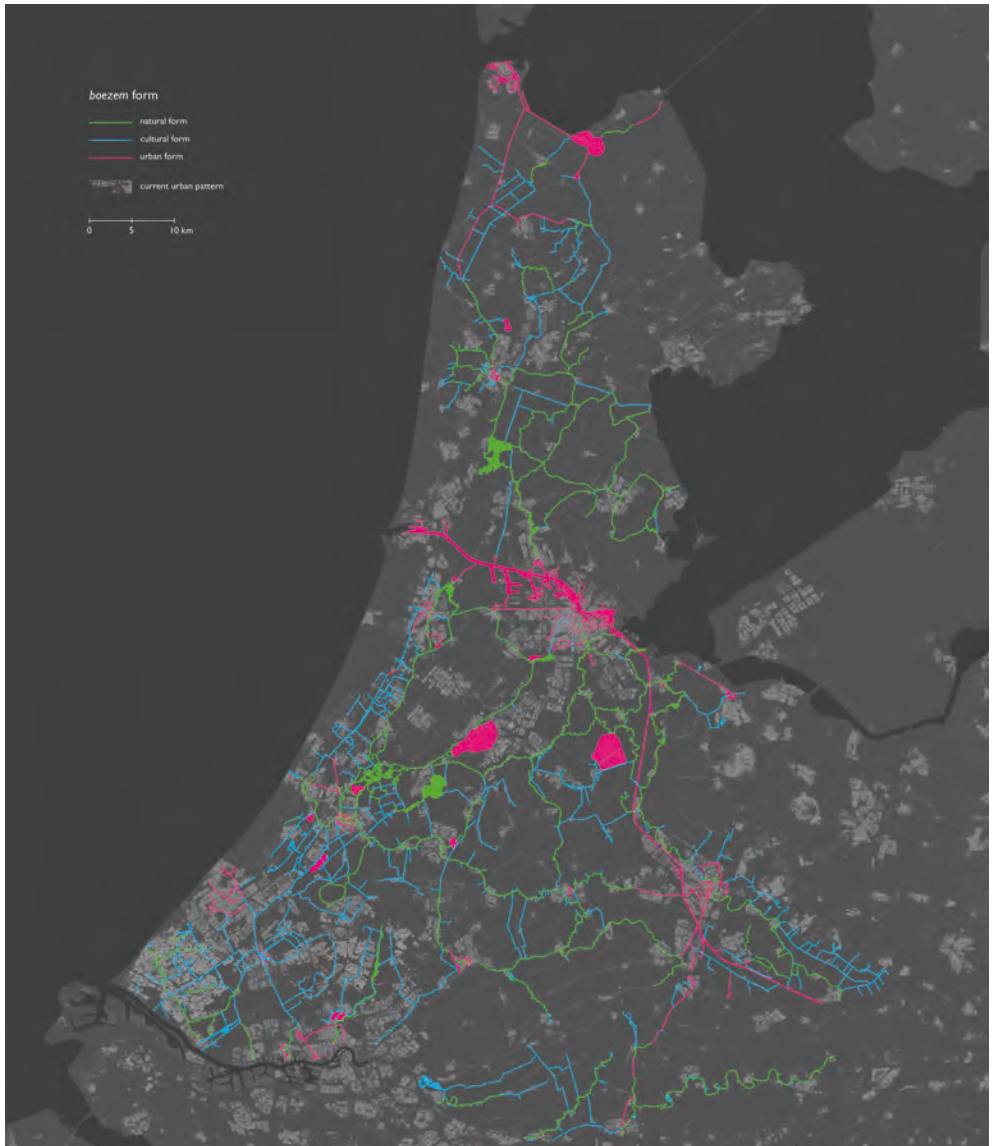 boezem form
natural form
cultural form
urban form
current urban pattern
0 5 10 km